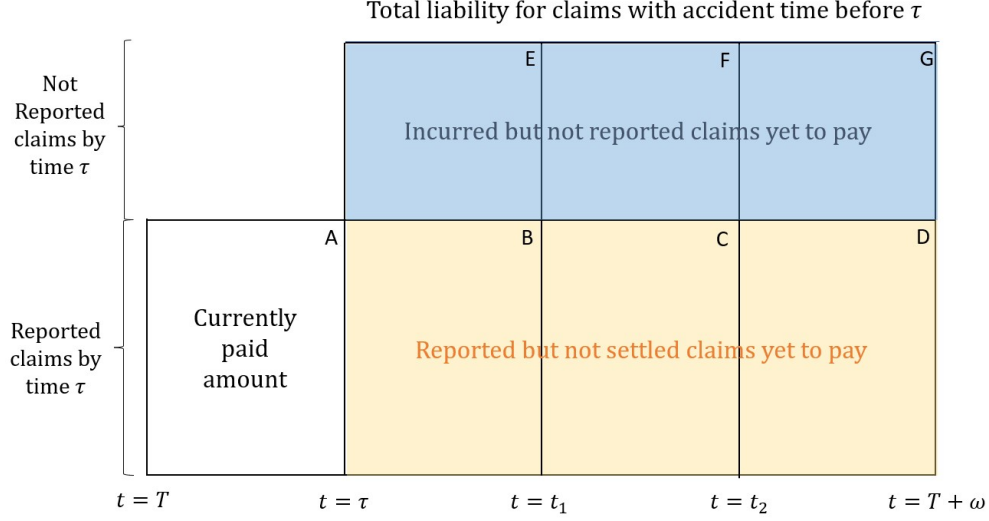 Total liability for claims with accident time before τ
Not
Reported
claims by
time τ
E
F
G
Incurred but not reported claims yet to pay
A
B
C
D
Reported
claims by
time τ
Currently
paid
amount
Reported but not settled claims yet to pay
t = T
t = τ
t = t₁
t = t₂
t = T + ω